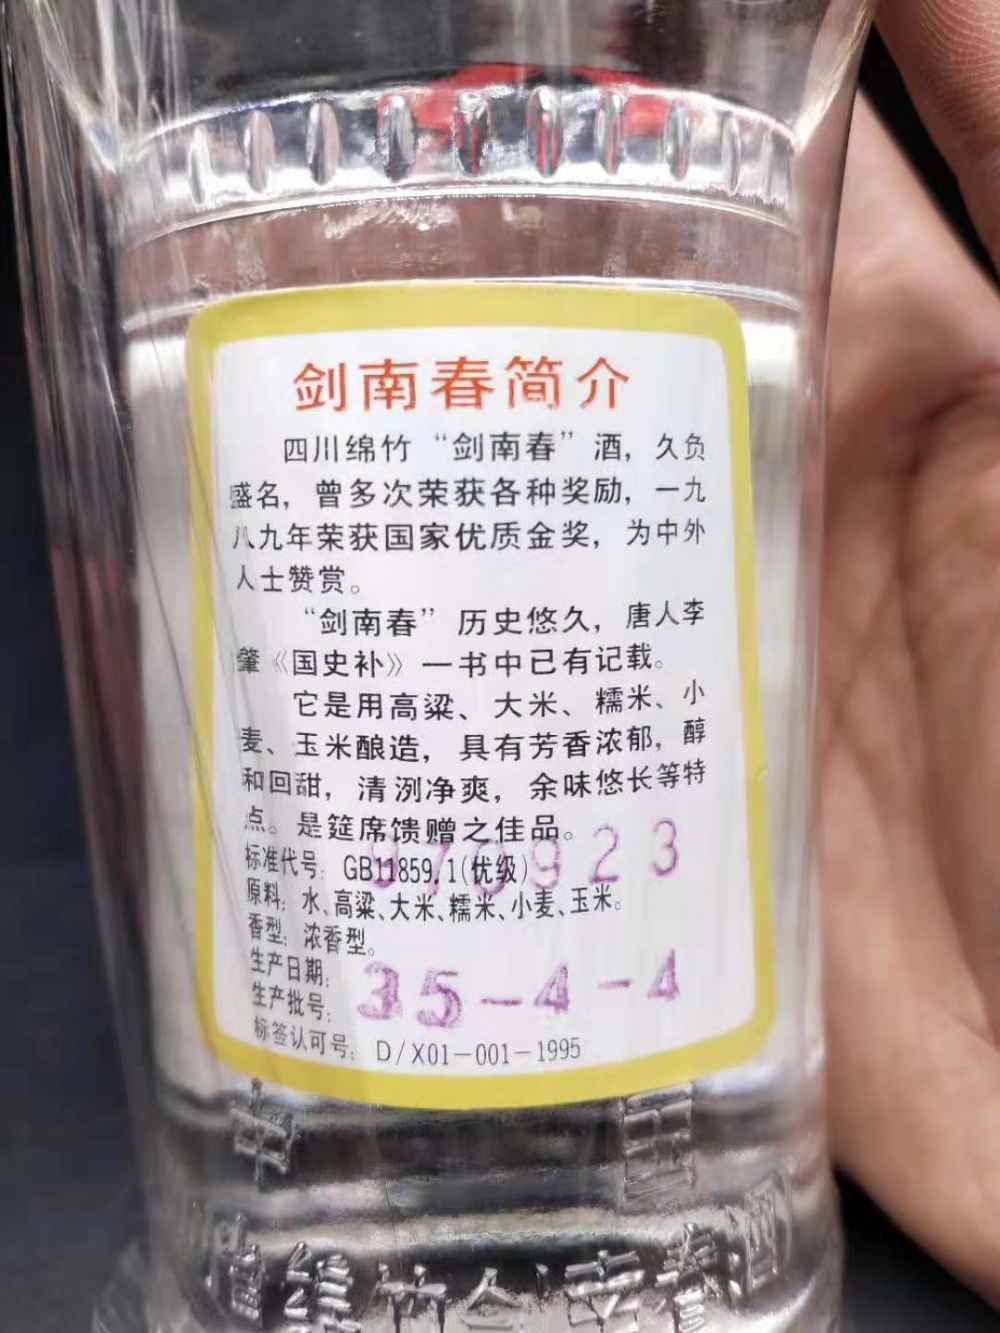 剑南春简介
四川绵竹“剑南春”酒，久负
盛名，曾多次荣获各种奖励，一九
八九年荣获国家优质金奖，为中外
人士赞赏。
“剑南春”历史悠久，唐人李
肇《国史补》一书中已有记载。
它是用高粱、大米、糯米、小
麦、玉米酿造，具有芳香浓郁，醇
和回甜，清洌净爽，余味悠长等特
点。是筵席馈赠之佳品。
970923
标准代号：GB11859.1(优级)
原料：水、高粱、大米、糯米、小麦、玉米。
香型：浓香型。
生产日期：
生产批号：35-4-4
标签认可号：D/X01-001-1995
中国
绵竹剑南春酒